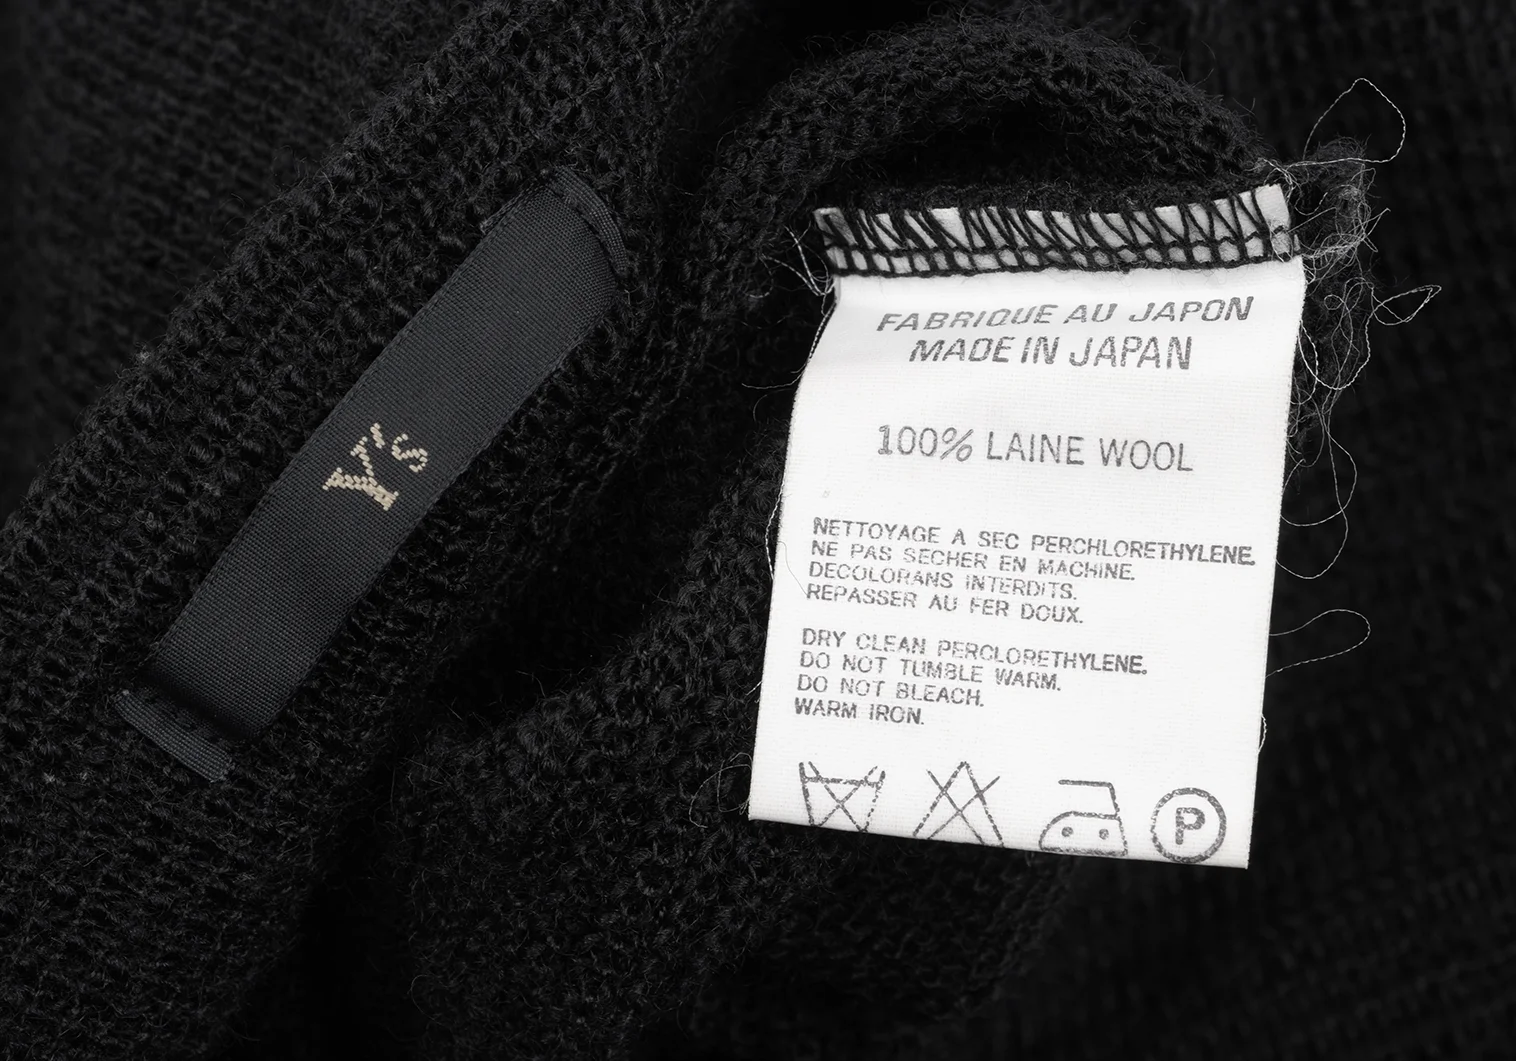 Y's
FABRIQUE AU JAPON
MADE IN JAPAN
100% LAINE WOOL
NETTOYAGE A SEC PERCHLORETHYLENE.
NE PAS SECHER EN MACHINE.
DECOLORANS INTERDITS.
REPASSER AU FER DOUX.
DRY CLEAN PERCLORETHYLENE.
DO NOT TUMBLE WARM.
DO NOT BLEACH.
WARM IRON.
P